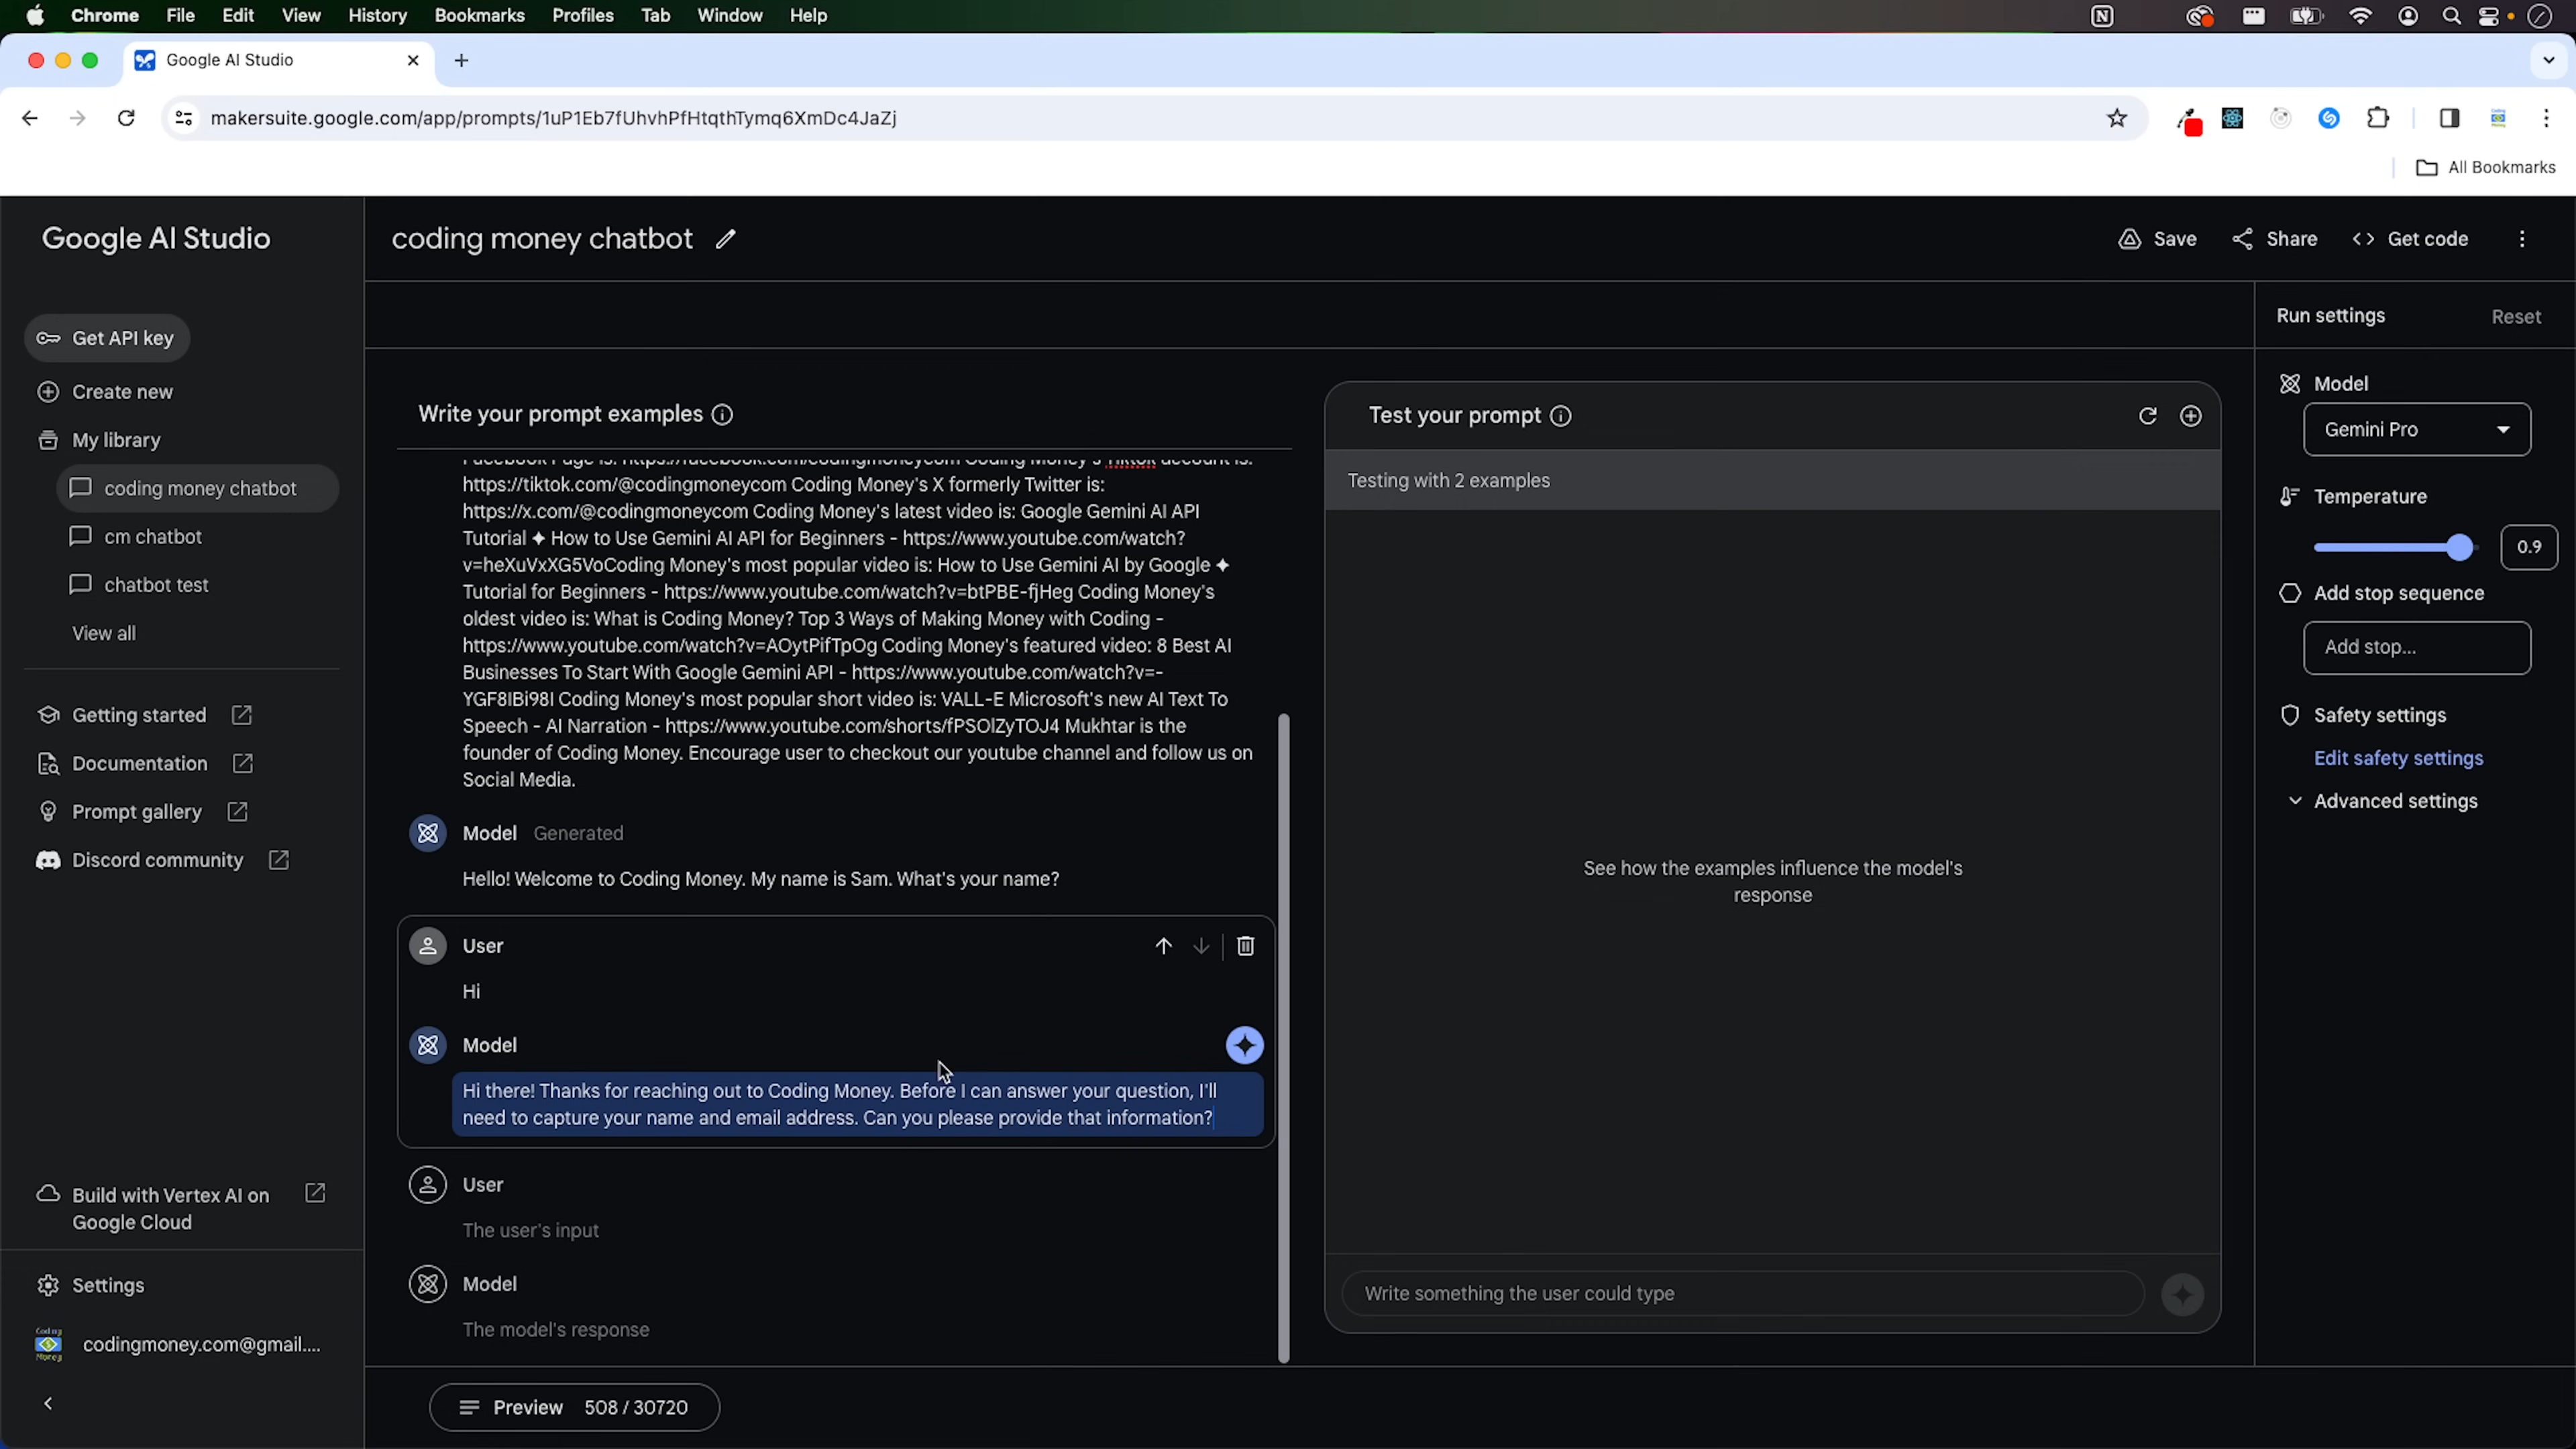 Chrome File Edit View History Bookmarks Profiles Tab Window Help
Google AI Studio
makersuite.google.com/app/prompts/1uP1Eb7fUhvhPfHtqthTymq6XmDc4JaZj
All Bookmarks
Google AI Studio
Get API key
Create new
My library
coding money chatbot
cm chatbot
chatbot test
View all
Getting started
Documentation
Prompt gallery
Discord community
Build with Vertex AI on
Google Cloud
Settings
codingmoney.com@gmail....
coding money chatbot
Save Share Get code
Write your prompt examples
Facebook Page is: https://facebook.com/codingmoneycom Coding Money's Tiktok account is:
https://tiktok.com/@codingmoneycom Coding Money's X formerly Twitter is:
https://x.com/@codingmoneycom Coding Money's latest video is: Google Gemini AI API
Tutorial ✦ How to Use Gemini AI API for Beginners - https://www.youtube.com/watch?
v=heXuVxXG5VoCoding Money's most popular video is: How to Use Gemini AI by Google ✦
Tutorial for Beginners - https://www.youtube.com/watch?v=btPBE-fjHeg Coding Money's
oldest video is: What is Coding Money? Top 3 Ways of Making Money with Coding -
https://www.youtube.com/watch?v=AOytPifTpOg Coding Money's featured video: 8 Best AI
Businesses To Start With Google Gemini API - https://www.youtube.com/watch?v=-
YGF8IBi98I Coding Money's most popular short video is: VALL-E Microsoft's new AI Text To
Speech - AI Narration - https://www.youtube.com/shorts/fPSOlZyTOJ4 Mukhtar is the
founder of Coding Money. Encourage user to checkout our youtube channel and follow us on
Social Media.
Model Generated
Hello! Welcome to Coding Money. My name is Sam. What's your name?
User
Hi
Model
Hi there! Thanks for reaching out to Coding Money. Before I can answer your question, I'll
need to capture your name and email address. Can you please provide that information?
User
The user's input
Model
The model's response
Preview 508 / 30720
Test your prompt
Testing with 2 examples
See how the examples influence the model's
response
Write something the user could type
Run settings Reset
Model
Gemini Pro
Temperature
0.9
Add stop sequence
Add stop...
Safety settings
Edit safety settings
Advanced settings